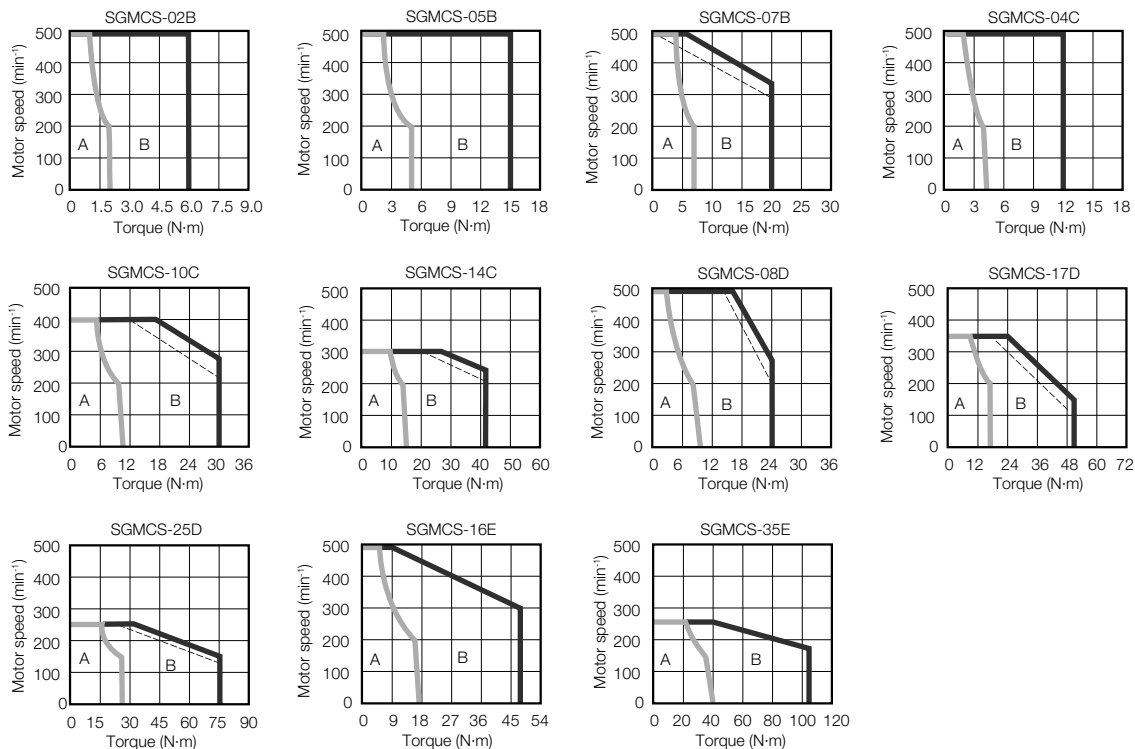 SGMCS-02B
Motor speed (min-1)
500
400
300
200
100
0
A
B
0 1.5 3.0 4.5 6.0 7.5 9.0
Torque (N·m)
SGMCS-05B
Motor speed (min-1)
500
400
300
200
100
0
A
B
0 3 6 9 12 15 18
Torque (N·m)
SGMCS-07B
Motor speed (min-1)
500
400
300
200
100
0
A
B
0 5 10 15 20 25 30
Torque (N·m)
SGMCS-04C
Motor speed (min-1)
500
400
300
200
100
0
A
B
0 3 6 9 12 15 18
Torque (N·m)
SGMCS-10C
Motor speed (min-1)
500
400
300
200
100
0
A
B
0 6 12 18 24 30 36
Torque (N·m)
SGMCS-14C
Motor speed (min-1)
500
400
300
200
100
0
A
B
0 10 20 30 40 50 60
Torque (N·m)
SGMCS-08D
Motor speed (min-1)
500
400
300
200
100
0
A
B
0 6 12 18 24 30 36
Torque (N·m)
SGMCS-17D
Motor speed (min-1)
500
400
300
200
100
0
A
B
0 12 24 36 48 60 72
Torque (N·m)
SGMCS-25D
Motor speed (min-1)
500
400
300
200
100
0
A
B
0 15 30 45 60 75 90
Torque (N·m)
SGMCS-16E
Motor speed (min-1)
500
400
300
200
100
0
A
B
0 9 18 27 36 45 54
Torque (N·m)
SGMCS-35E
Motor speed (min-1)
500
400
300
200
100
0
A
B
0 20 40 60 80 100 120
Torque (N·m)